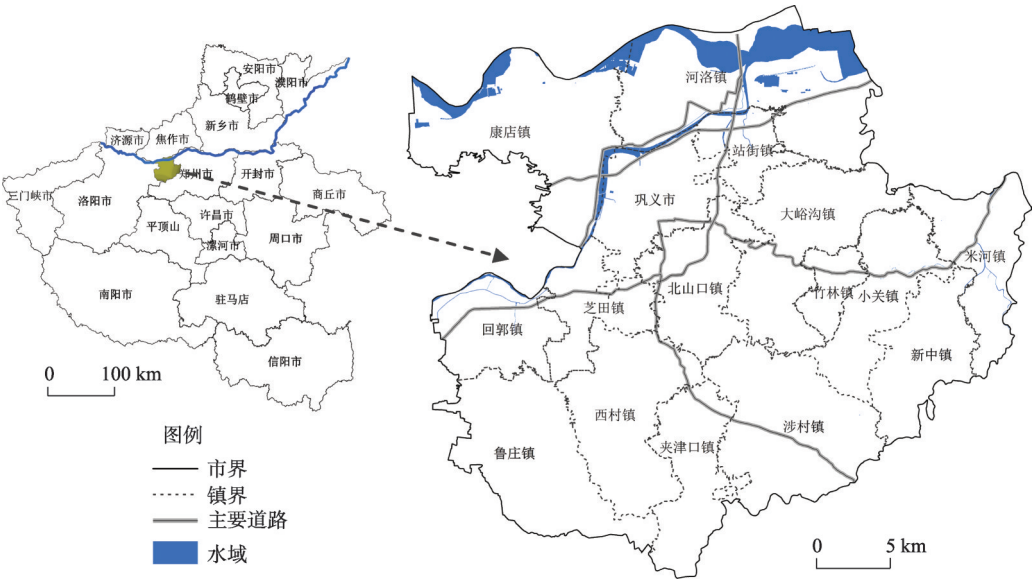 安阳市
濮阳市
鹤壁市
新乡市
济源市
焦作市
郑州市
开封市
三门峡市
洛阳市
商丘市
许昌市
平顶山
漯河市
周口市
南阳市
驻马店
信阳市
0 100 km
图例
市界
镇界
主要道路
水域
河洛镇
康店镇
站街镇
巩义市
大峪沟镇
米河镇
北山口镇
竹林镇
小关镇
芝田镇
回郭镇
新中镇
西村镇
涉村镇
夹津口镇
鲁庄镇
0 5 km